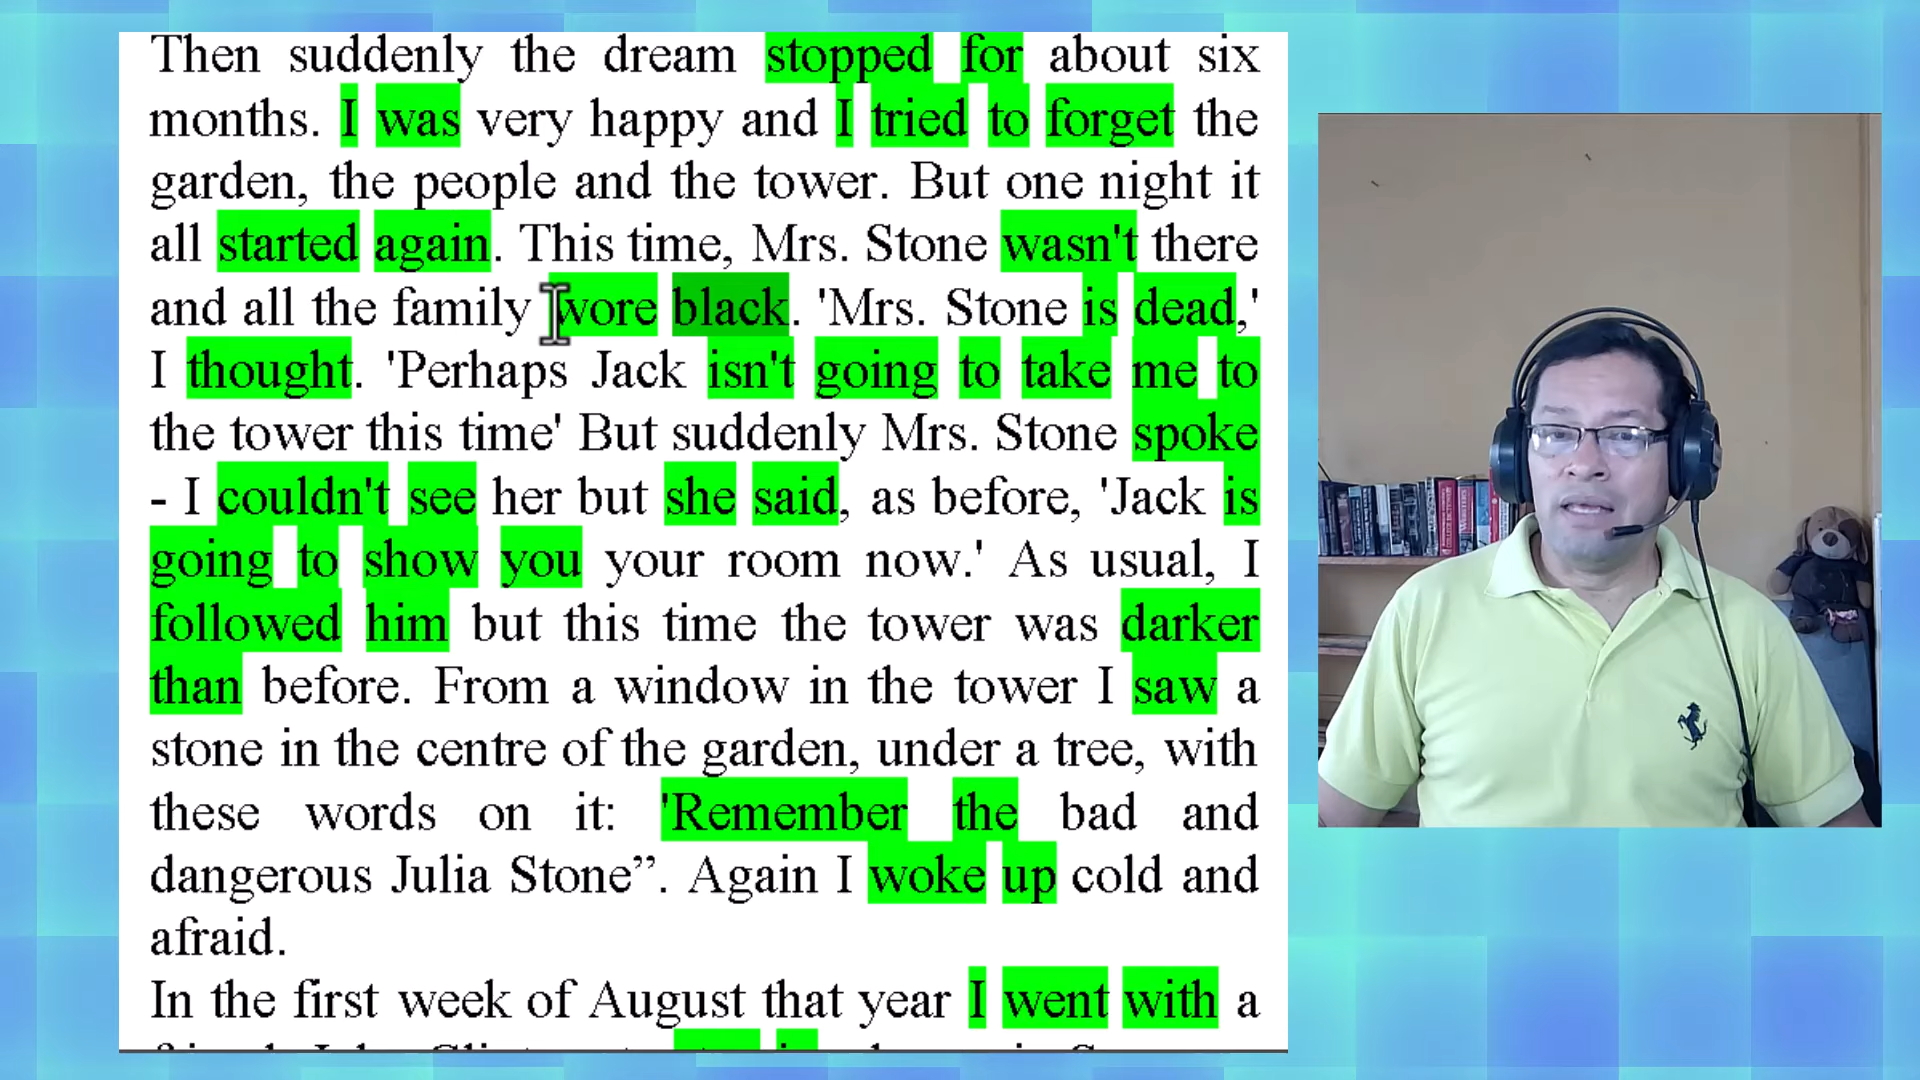 Then suddenly the dream stopped for about six
months. I was very happy and I tried to forget the
garden, the people and the tower. But one night it
all started again. This time, Mrs. Stone wasn't there
and all the family wore black. 'Mrs. Stone is dead,'
I thought. 'Perhaps Jack isn't going to take me to
the tower this time' But suddenly Mrs. Stone spoke
- I couldn't see her but she said, as before, 'Jack is
going to show you your room now.' As usual, I
followed him but this time the tower was darker
than before. From a window in the tower I saw a
stone in the centre of the garden, under a tree, with
these words on it: 'Remember the bad and
dangerous Julia Stone”. Again I woke up cold and
afraid.
In the first week of August that year I went with a